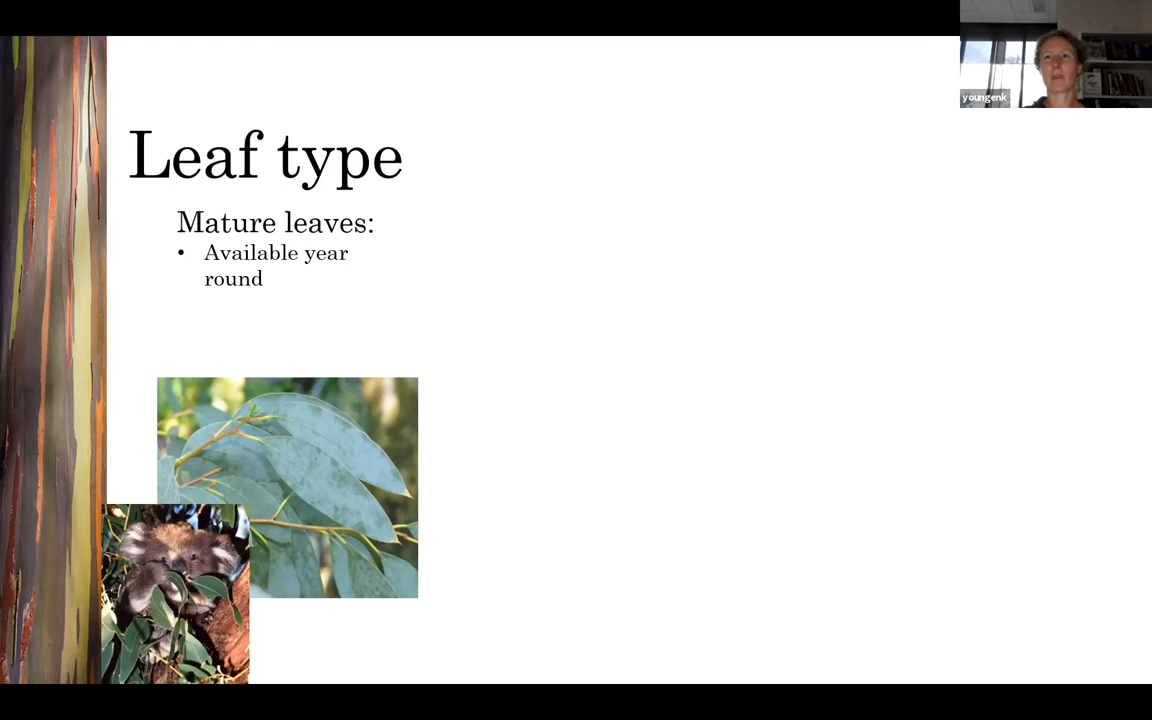 youngenk
Leaf type
Mature leaves:
• Available year
round